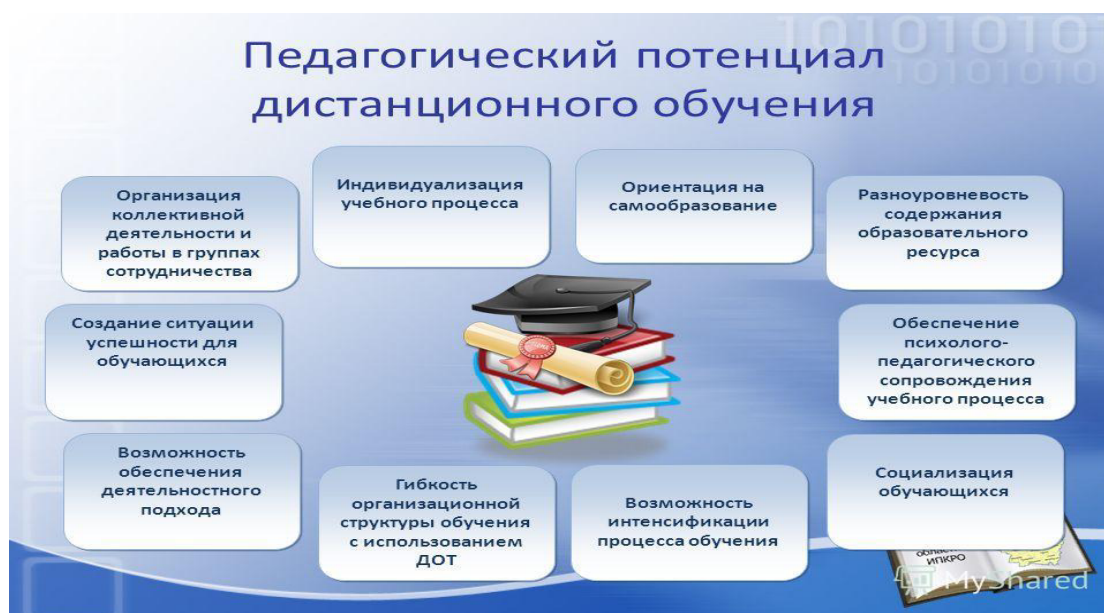 Педагогический потенциал
дистанционного обучения
Организация
коллективной
деятельности и
работы в группах
сотрудничества
Индивидуализация
учебного процесса
Ориентация на
самообразование
Разноуровневость
содержания
образовательного
ресурса
Создание ситуации
успешности для
обучающихся
Обеспечение
психолого-
педагогического
сопровождения
учебного процесса
Возможность
обеспечения
деятельностного
подхода
Гибкость
организационной
структуры обучения
с использованием
ДОТ
Возможность
интенсификации
процесса обучения
Социализация
обучающихся
ИПКРО
MyShared
10101010
10101010